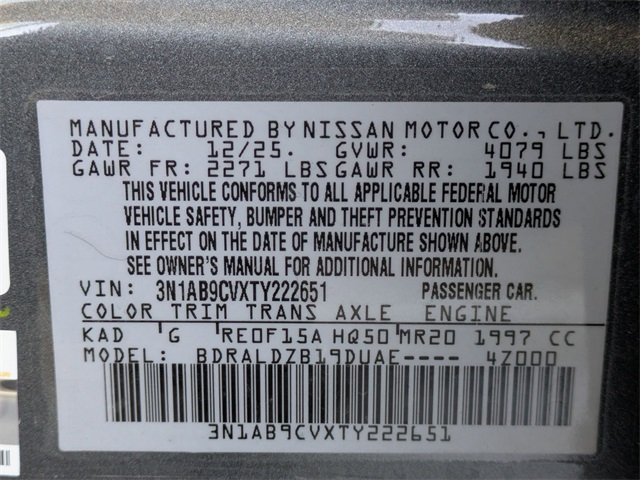 MANUFACTURED BY NISSAN MOTOR CO., LTD.
DATE: 12/25. GVWR: 4079 LBS
GAWR FR: 2271 LBS GAWR RR: 1940 LBS
THIS VEHICLE CONFORMS TO ALL APPLICABLE FEDERAL MOTOR
VEHICLE SAFETY, BUMPER AND THEFT PREVENTION STANDARDS
IN EFFECT ON THE DATE OF MANUFACTURE SHOWN ABOVE.
SEE OWNER'S MANUAL FOR ADDITIONAL INFORMATION.
VIN: 3N1AB9CVXTY222651 PASSENGER CAR.
COLOR TRIM TRANS AXLE ENGINE
KAD G RE0F15A HQ50 MR20 1997 CC
MODEL: BDRALDZB19DUAE---- 4Z000
3N1AB9CVXTY222651